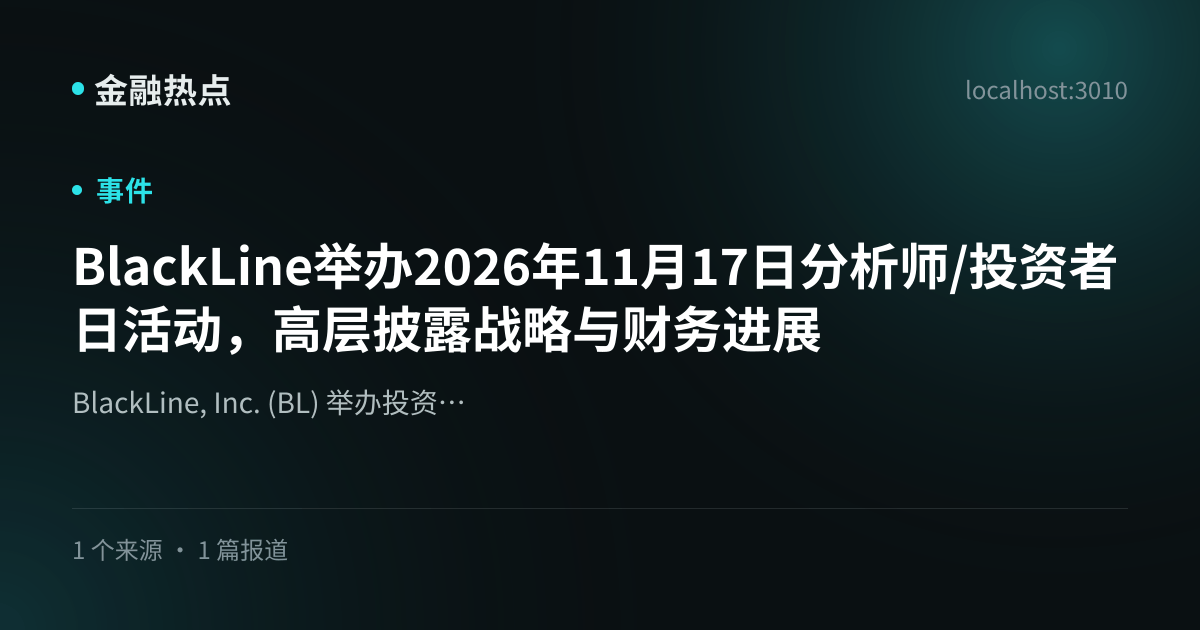 金融热点
localhost:3010
事件
BlackLine举办2026年11月17日分析师/投资者
日活动，高层披露战略与财务进展
BlackLine, Inc. (BL) 举办投资…
1 个来源 · 1 篇报道